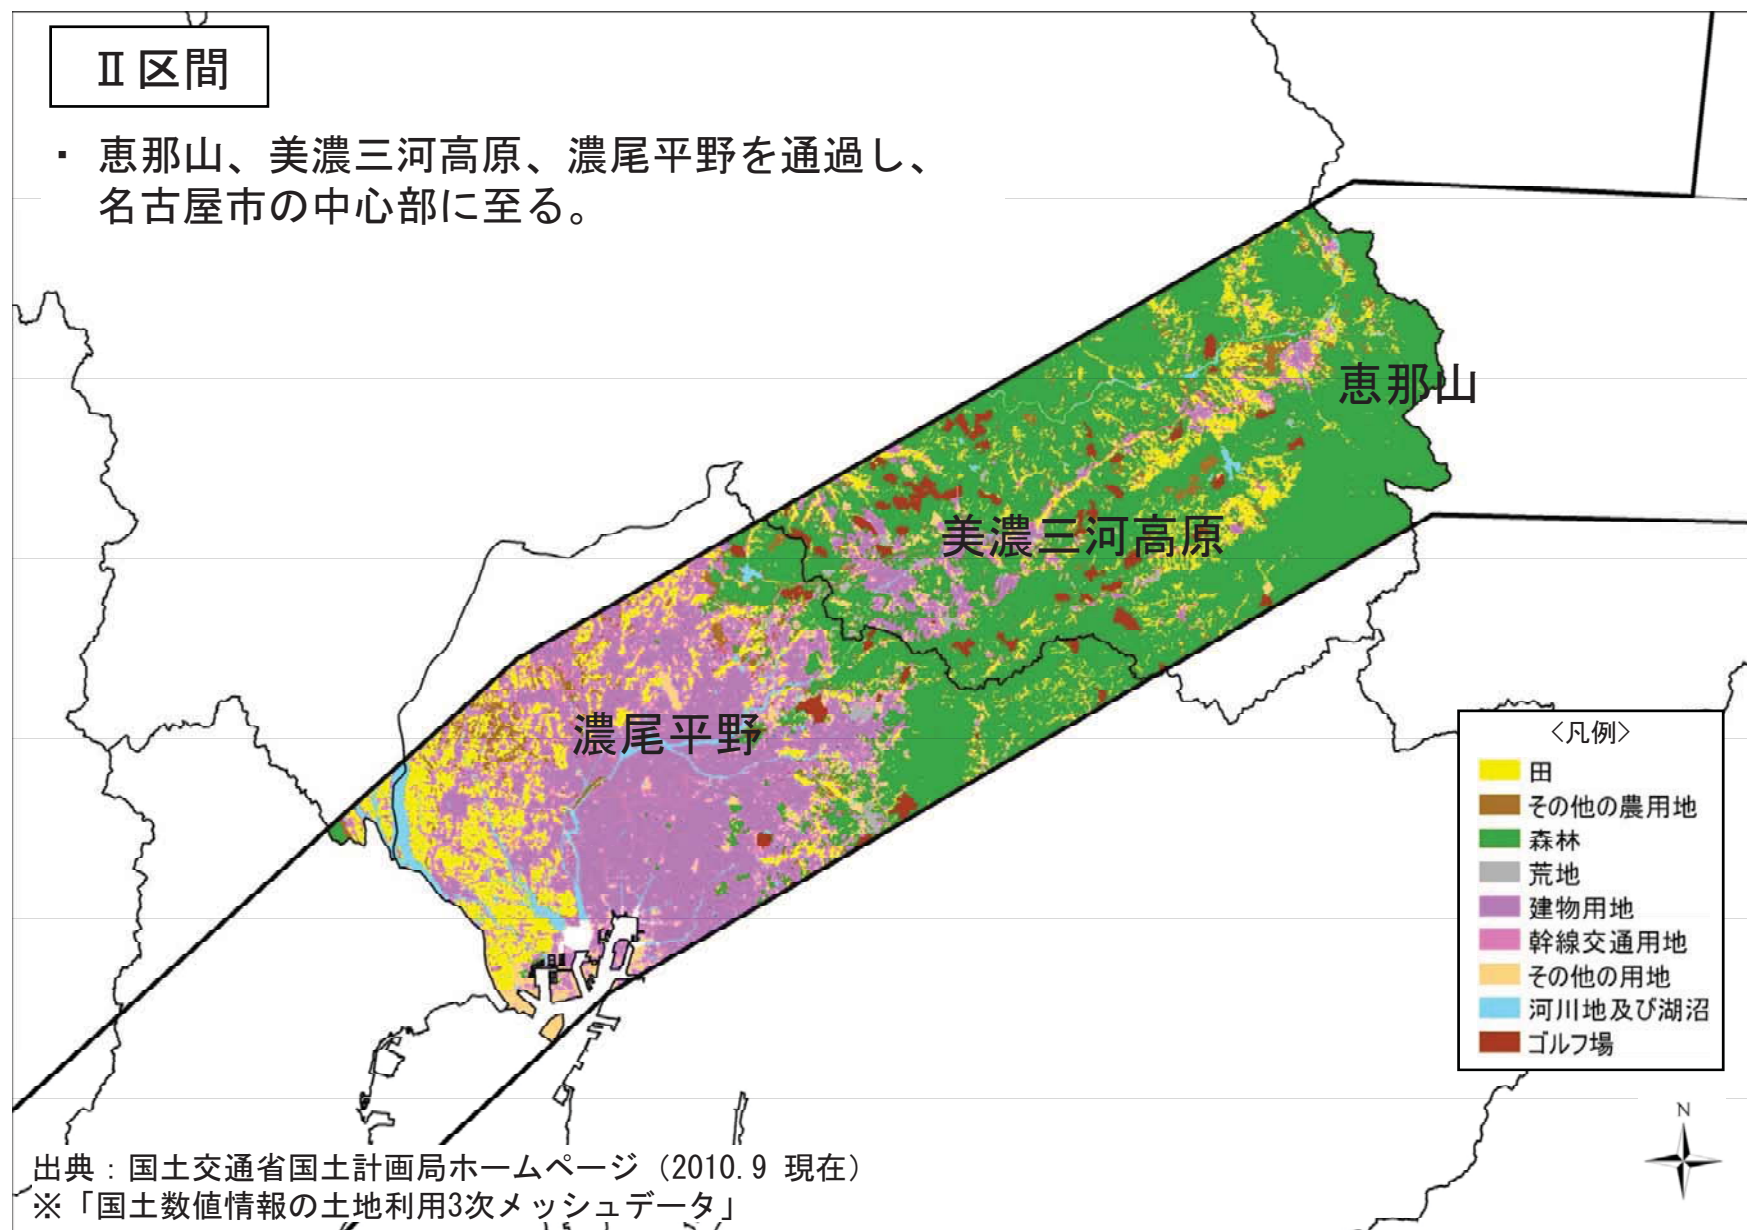 Ⅱ区間
・ 恵那山、美濃三河高原、濃尾平野を通過し、
名古屋市の中心部に至る。
恵那山
美濃三河高原
濃尾平野
〈凡例〉
田
その他の農用地
森林
荒地
建物用地
幹線交通用地
その他の用地
河川地及び湖沼
ゴルフ場
N
出典：国土交通省国土計画局ホームページ（2010.9 現在）
※「国土数値情報の土地利用3次メッシュデータ」